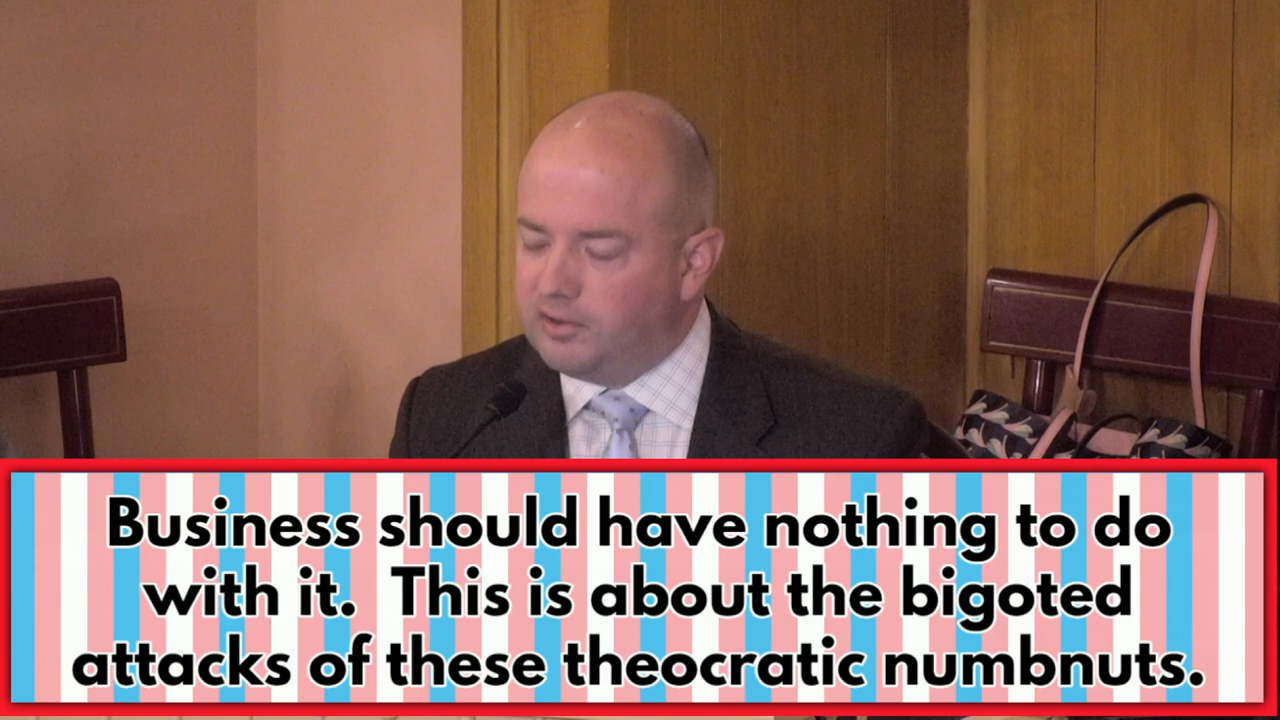 Business should have nothing to do
with it.  This is about the bigoted
attacks of these theocratic numbnuts.